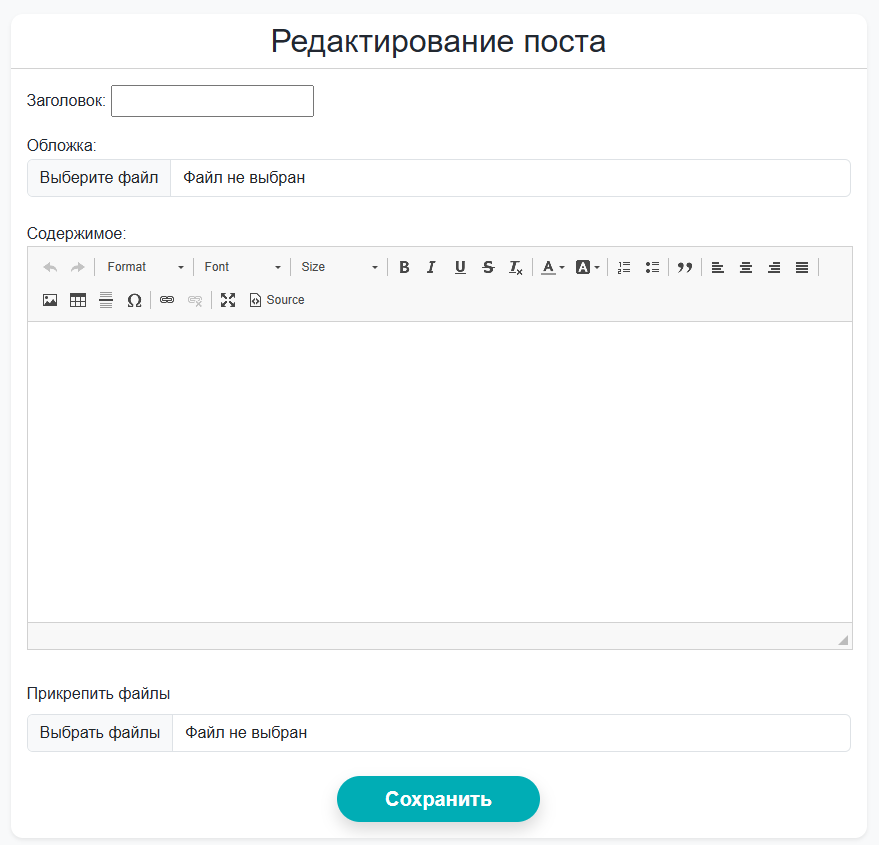 Редактирование поста
Заголовок:
Обложка:
Выберите файл Файл не выбран
Содержимое:
Format Font Size
Source
Прикрепить файлы
Выбрать файлы Файл не выбран
Сохранить